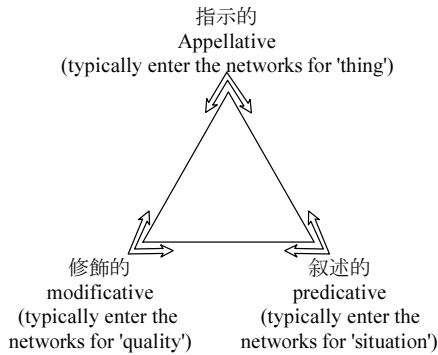 指示的
Appellative
(typically enter the networks for 'thing')
修飾的
modificative
(typically enter the
networks for 'quality')
叙述的
predicative
(typically enter the
networks for 'situation')